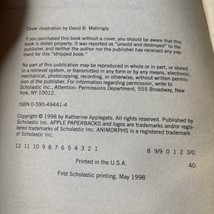 Cover illustration by David B. Mattingly
If you purchased this book without a cover, you should be aware that this
book is stolen property. It was reported as "unsold and destroyed" to the
publisher, and neither the author nor the publisher has received any pay-
ment for this "stripped book."
No part of this publication may be reproduced in whole or in part, or stored
in a retrieval system, or transmitted in any form or by any means, electronic,
mechanical, photocopying, recording, or otherwise, without written permis-
sion of the publisher. For information regarding permission, write to
Scholastic Inc., Attention: Permissions Department, 555 Broadway, New
York, NY 10012.
ISBN 0-590-49441-4
Copyright © 1998 by Katherine Applegate. All rights reserved. Published by
Scholastic Inc. APPLE PAPERBACKS and logos are trademarks and/or regis-
tered trademarks of Scholastic Inc. ANIMORPHS is a registered trademark
of Scholastic Inc.
12 11 10 9 8 7 6 5 4 3 2 1 8 9/9 0 1 2 3/0
Printed in the U.S.A. 40
First Scholastic printing, May 1998